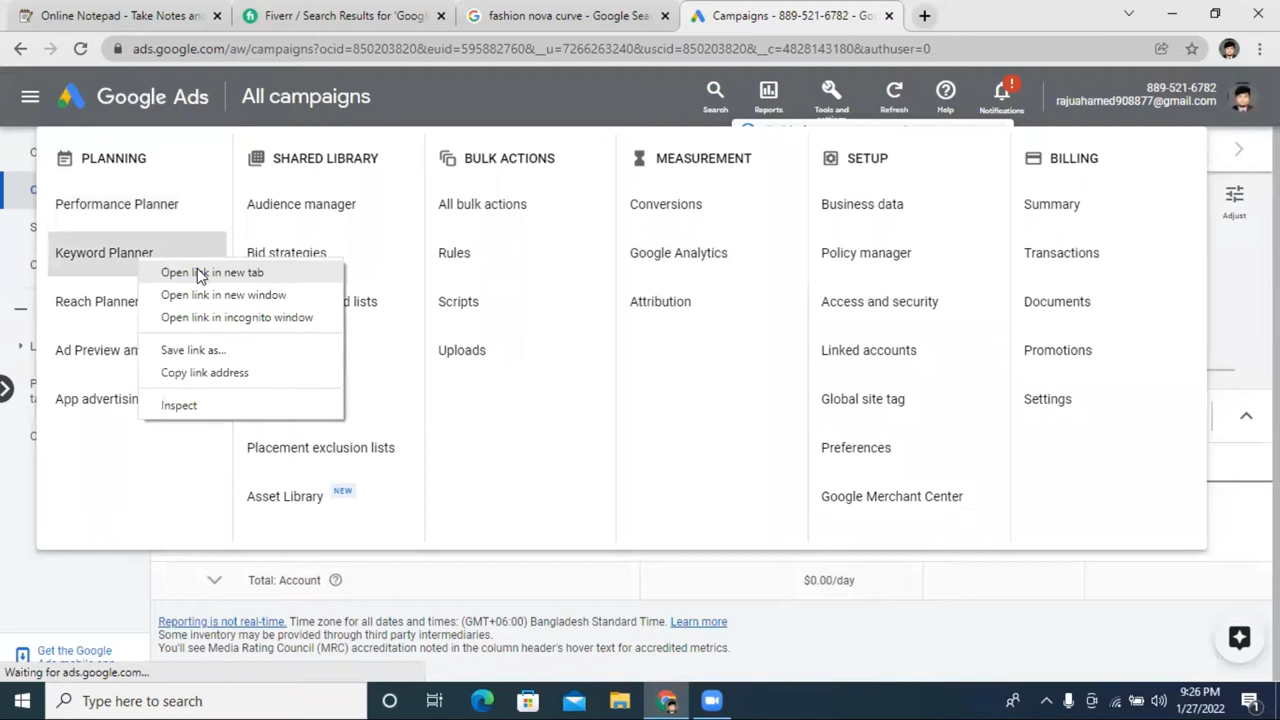 Online Notepad - Take Notes and
Fiverr / Search Results for 'Googl
fashion nova curve - Google Sea
Campaigns - 889-521-6782 - Goo
ads.google.com/aw/campaigns?ocid=850203820&euid=595882760&__u=7266263240&uscid=850203820&__c=4828143180&authuser=0
Google Ads
All campaigns
Search
Reports
Tools and
Refresh
Help
Notifications
889-521-6782
rajuahamed908877@gmail.com
PLANNING
Performance Planner
Keyword Planner
Reach Planner
Ad Preview an
App advertisin
SHARED LIBRARY
Audience manager
Bid strategies
d lists
Placement exclusion lists
Asset Library NEW
BULK ACTIONS
All bulk actions
Rules
Scripts
Uploads
MEASUREMENT
Conversions
Google Analytics
Attribution
SETUP
Business data
Policy manager
Access and security
Linked accounts
Global site tag
Preferences
Google Merchant Center
BILLING
Summary
Transactions
Documents
Promotions
Settings
Open link in new tab
Open link in new window
Open link in incognito window
Save link as...
Copy link address
Inspect
Adjust
Total: Account
$0.00/day
Reporting is not real-time. Time zone for all dates and times: (GMT+06:00) Bangladesh Standard Time. Learn more
Some inventory may be provided through third party intermediaries.
You'll see Media Rating Council (MRC) accreditation noted in the column header's hover text for accredited metrics.
Get the Google
Waiting for ads.google.com...
Type here to search
9:26 PM
1/27/2022